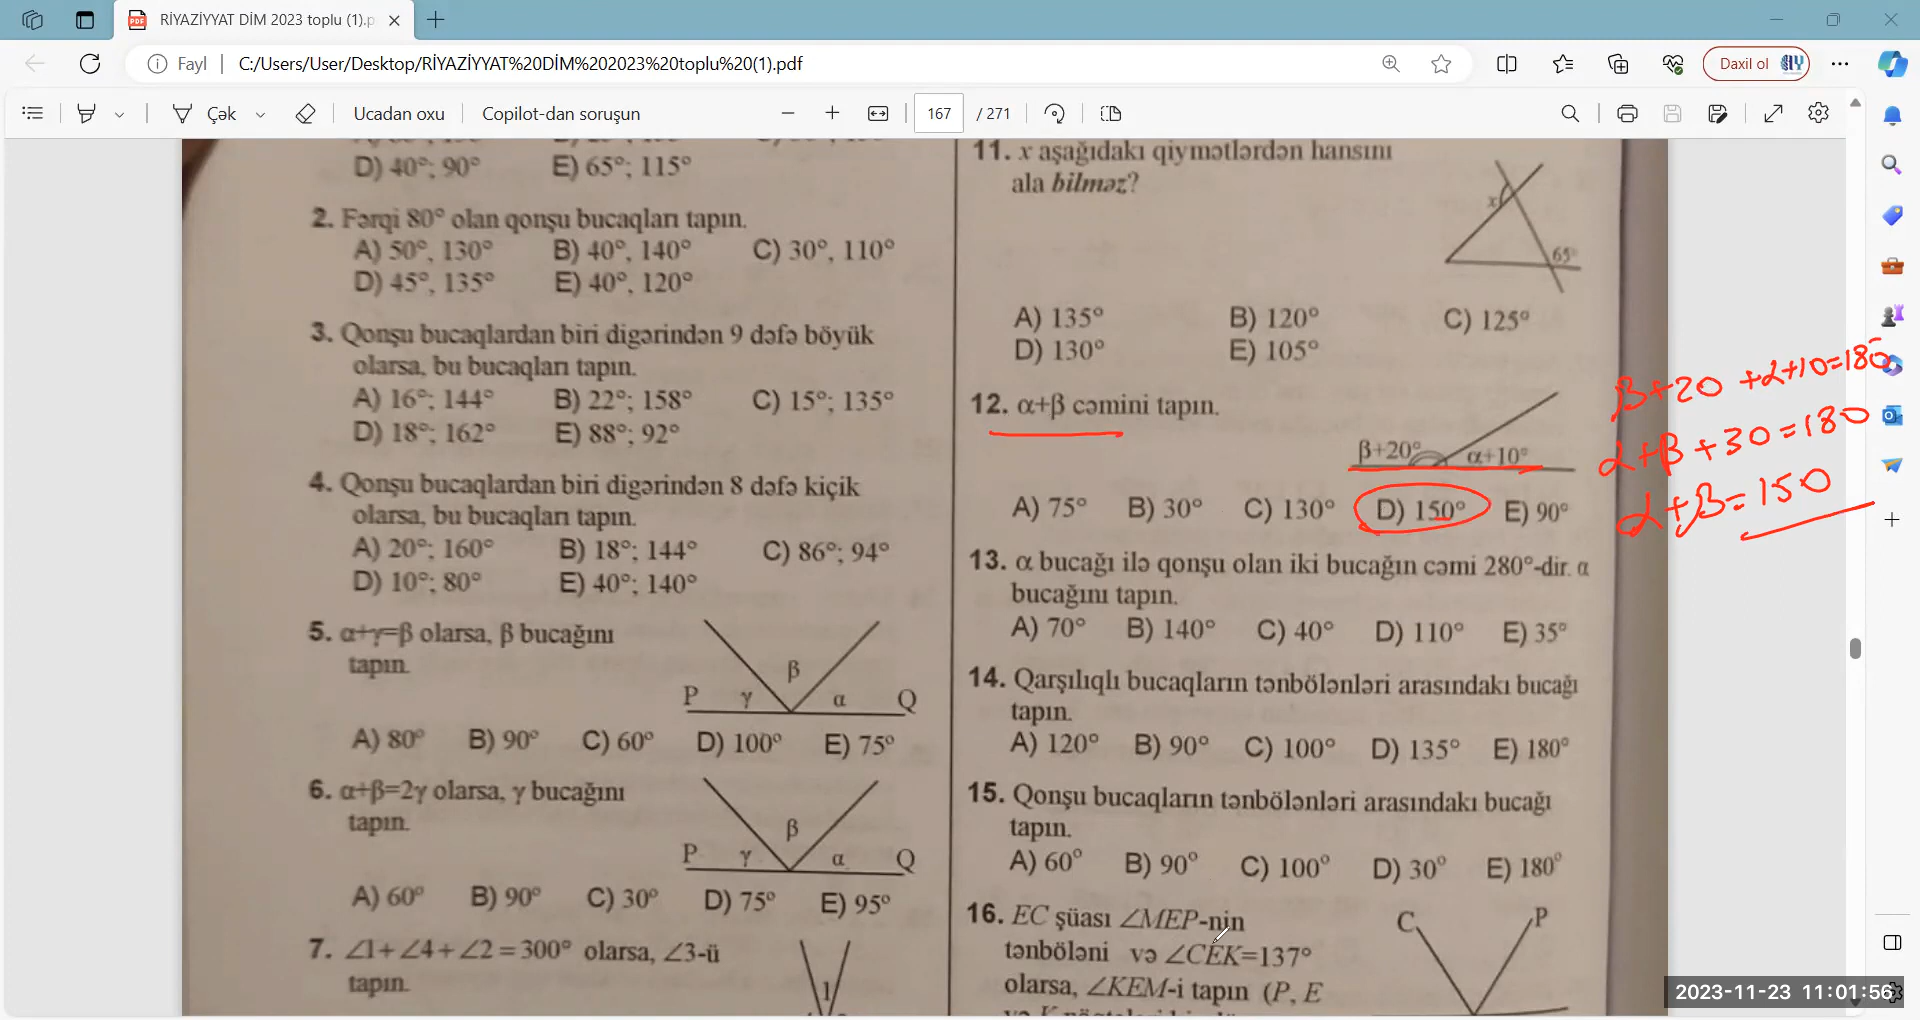 RİYAZİYYAT DİM 2023 toplu (1).p
Fayl
C:/Users/User/Desktop/RİYAZİYYAT%20DİM%202023%20toplu%20(1).pdf
Daxil ol
Çək
Ucadan oxu
Copilot-dan soruşun
167 / 271
D) 40°; 90° E) 65°; 115°
2. Fərqi 80° olan qonşu bucaqları tapın.
A) 50°, 130° B) 40°, 140° C) 30°, 110°
D) 45°, 135° E) 40°, 120°
3. Qonşu bucaqlardan biri digərindən 9 dəfə böyük
olarsa, bu bucaqları tapın.
A) 16°; 144° B) 22°; 158° C) 15°; 135°
D) 18°; 162° E) 88°; 92°
4. Qonşu bucaqlardan biri digərindən 8 dəfə kiçik
olarsa, bu bucaqları tapın.
A) 20°; 160° B) 18°; 144° C) 86°; 94°
D) 10°; 80° E) 40°; 140°
5. α+γ=β olarsa, β bucağını
tapın.
β
P γ α Q
A) 80° B) 90° C) 60° D) 100° E) 75°
6. α+β=2γ olarsa, γ bucağını
tapın.
β
P γ α Q
A) 60° B) 90° C) 30° D) 75° E) 95°
7. ∠1+∠4+∠2=300° olarsa, ∠3-ü
tapın.
1
11. x aşağıdakı qiymətlərdən hansını
ala bilməz?
x
65°
A) 135° B) 120° C) 125°
D) 130° E) 105°
12. α+β cəmini tapın.
β+20° α+10°
A) 75° B) 30° C) 130° D) 150° E) 90°
β+20 +α+10=180
α+β+30=180
α+β=150
13. α bucağı ilə qonşu olan iki bucağın cəmi 280°-dir. α
bucağını tapın.
A) 70° B) 140° C) 40° D) 110° E) 35°
14. Qarşılıqlı bucaqların tənbölənləri arasındakı bucağı
tapın.
A) 120° B) 90° C) 100° D) 135° E) 180°
15. Qonşu bucaqların tənbölənləri arasındakı bucağı
tapın.
A) 60° B) 90° C) 100° D) 30° E) 180°
16. EC şüası ∠MEP-nin
tənböləni və ∠CEK=137°
olarsa, ∠KEM-i tapın (P, E
C P
2023-11-23 11:01:56